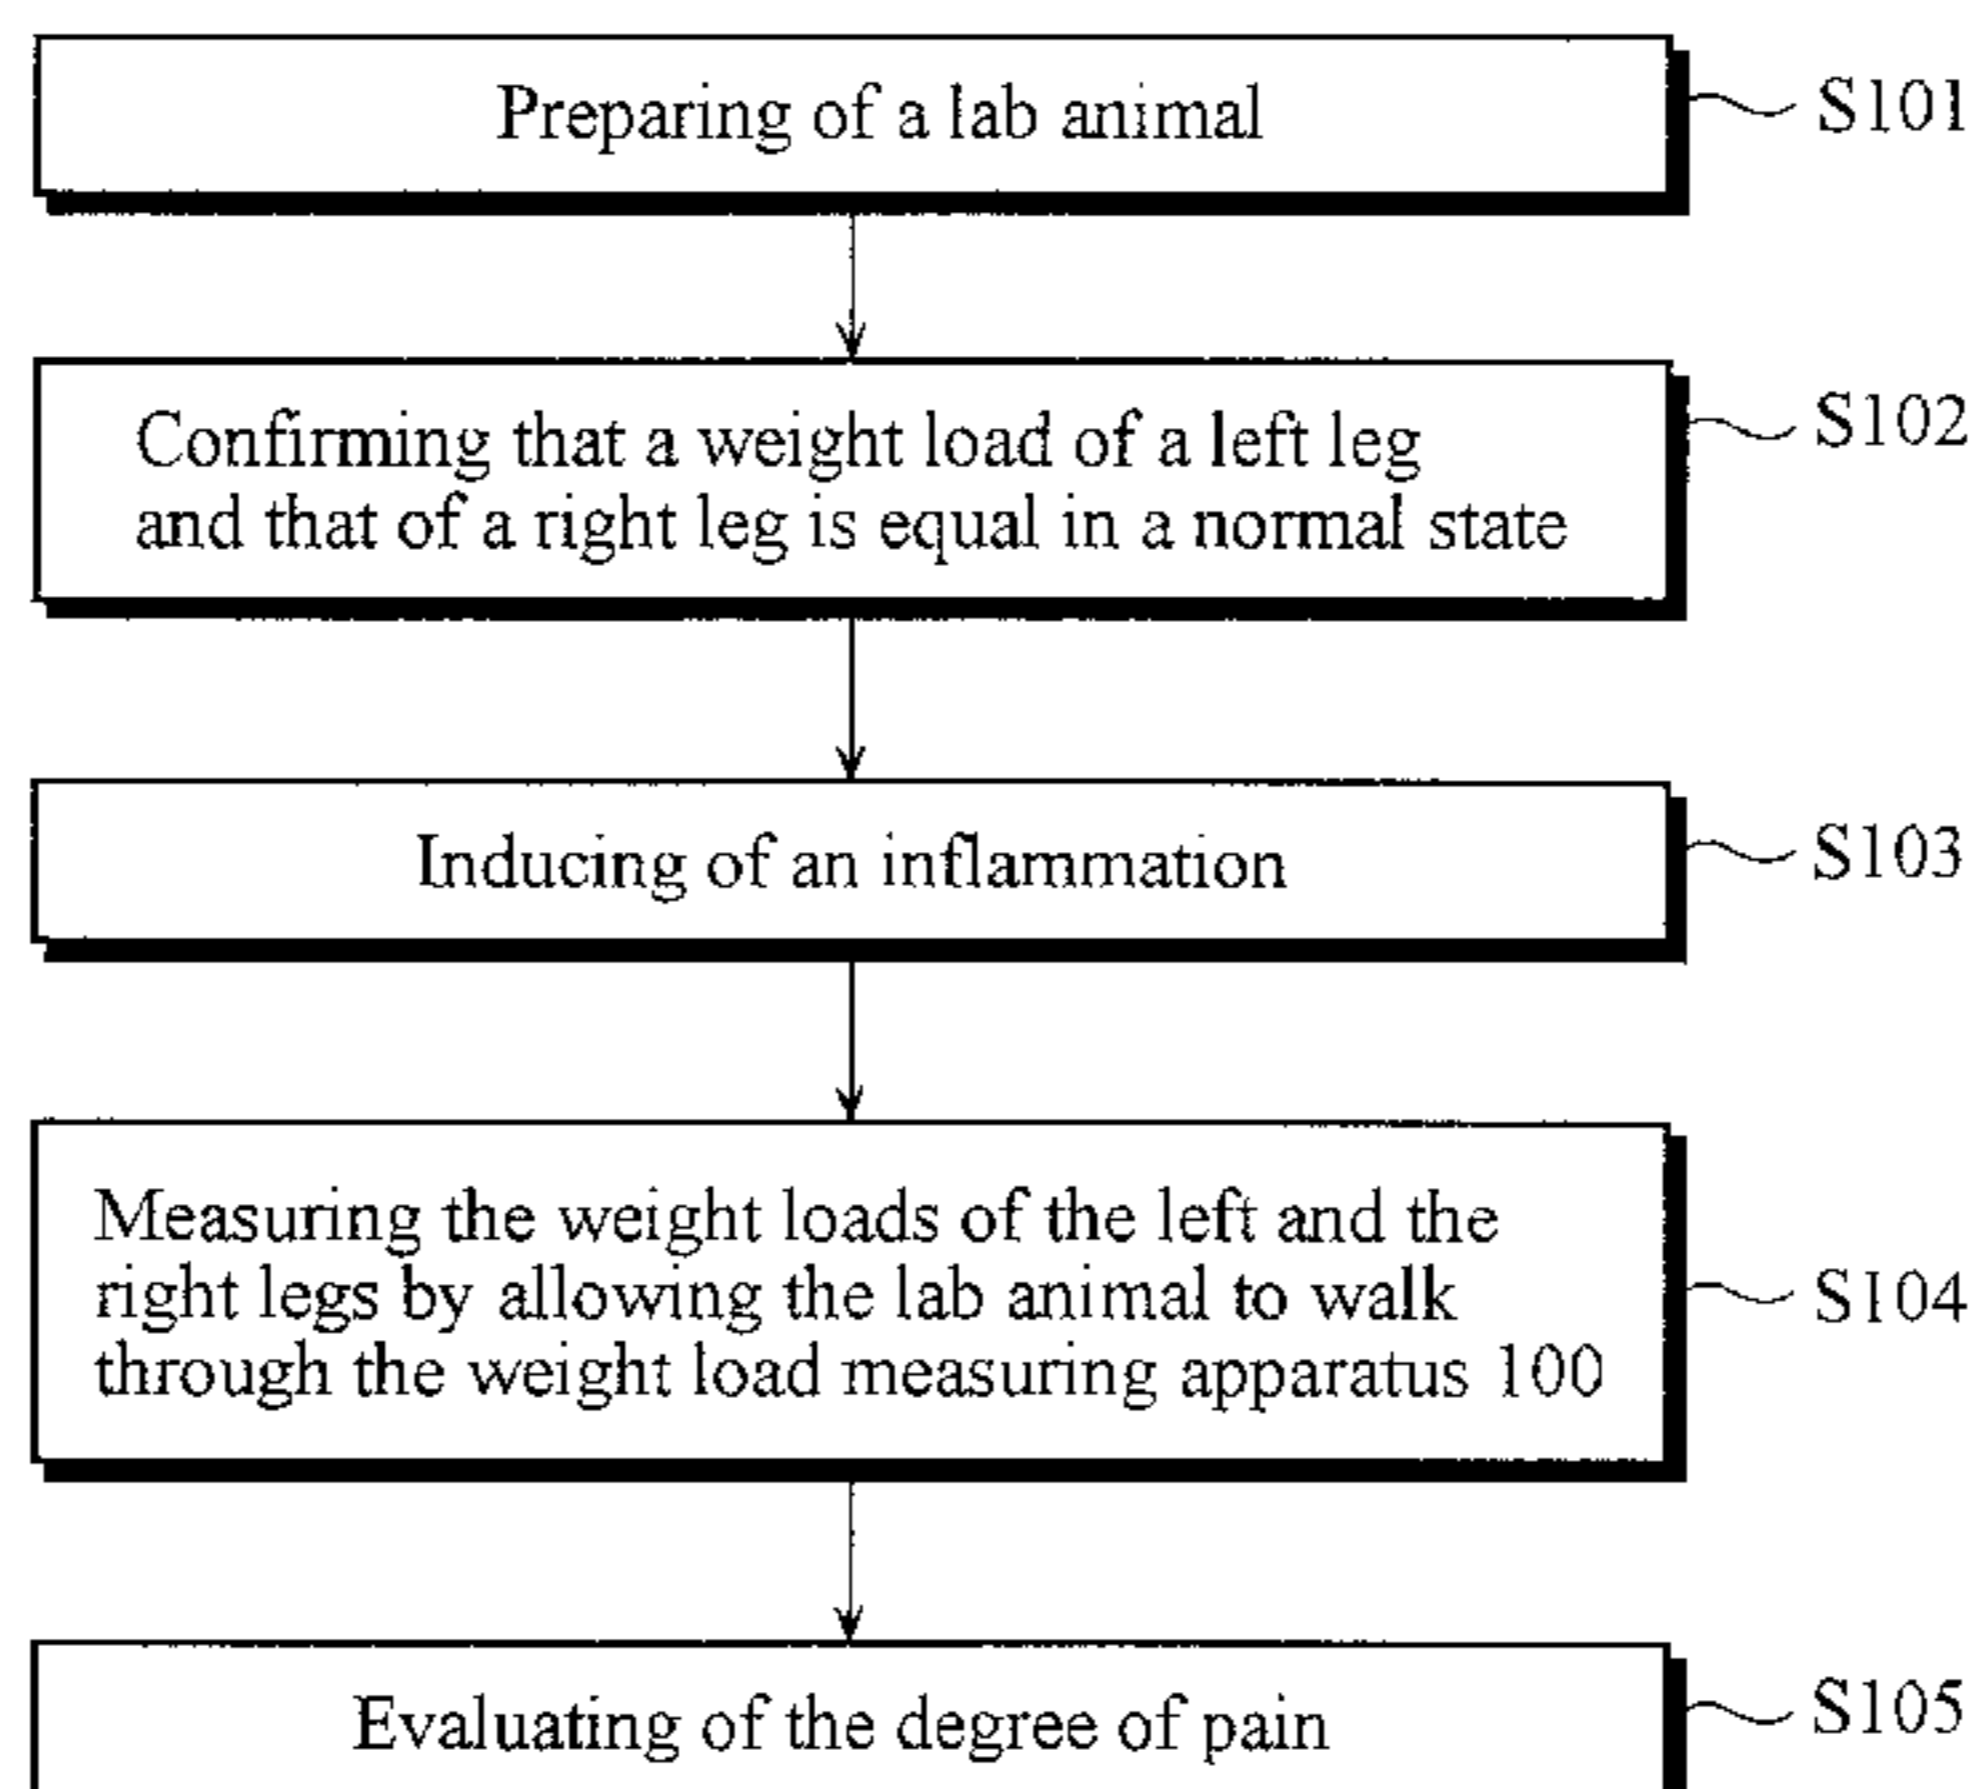 Preparing of a lab animal
S101
Confirming that a weight load of a left leg
and that of a right leg is equal in a normal state
S102
Inducing of an inflammation
S103
Measuring the weight loads of the left and the
right legs by allowing the lab animal to walk
through the weight load measuring apparatus 100
S104
Evaluating of the degree of pain
S105